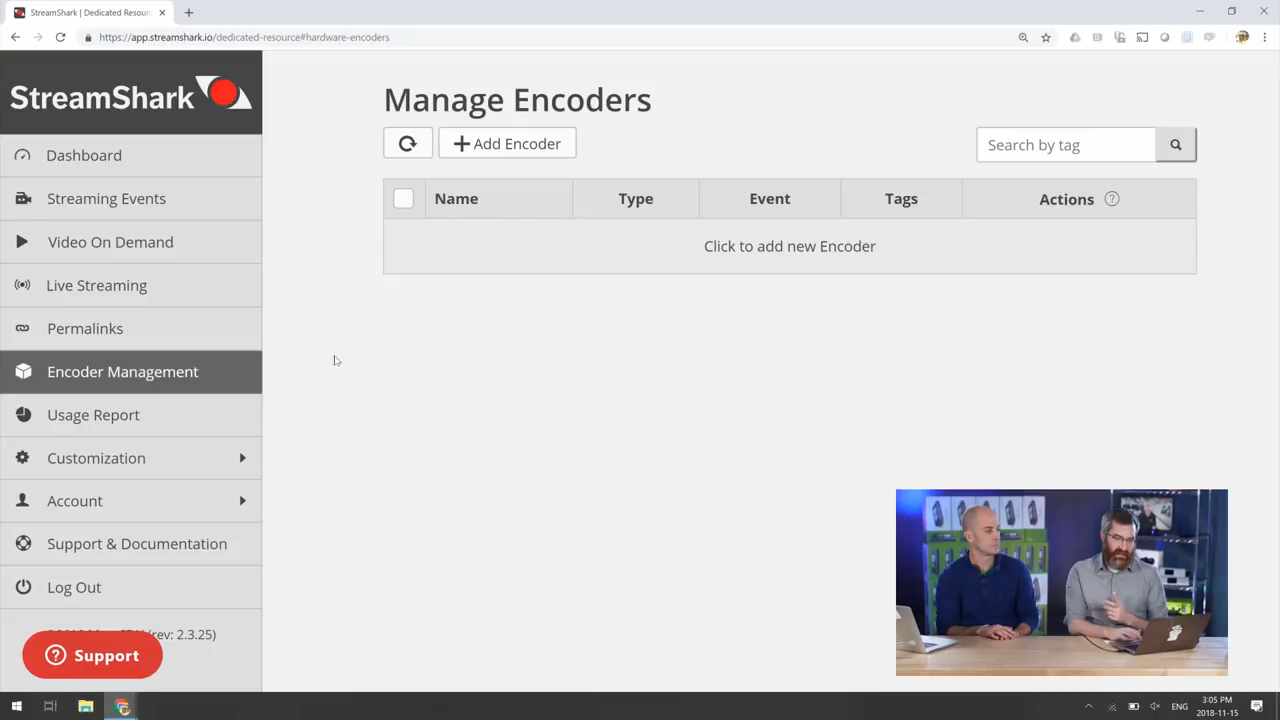 StreamShark | Dedicated Resour
https://app.streamshark.io/dedicated-resource#hardware-encoders
StreamShark
Dashboard
Streaming Events
Video On Demand
Live Streaming
Permalinks
Encoder Management
Usage Report
Customization
Account
Support & Documentation
Log Out
(rev: 2.3.25)
Support
Manage Encoders
Add Encoder
Search by tag
Name
Type
Event
Tags
Actions
Click to add new Encoder
ENG
3:05 PM
2018-11-15